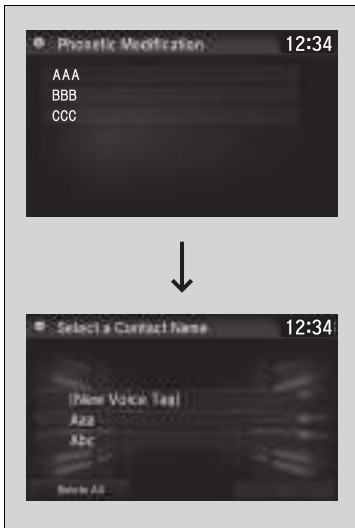 Phonetic Modification 12:34
AAA
BBB
CCC
Select a Contact Name 12:34
[New Voice Tag]
Aaa
Abc
Delete All